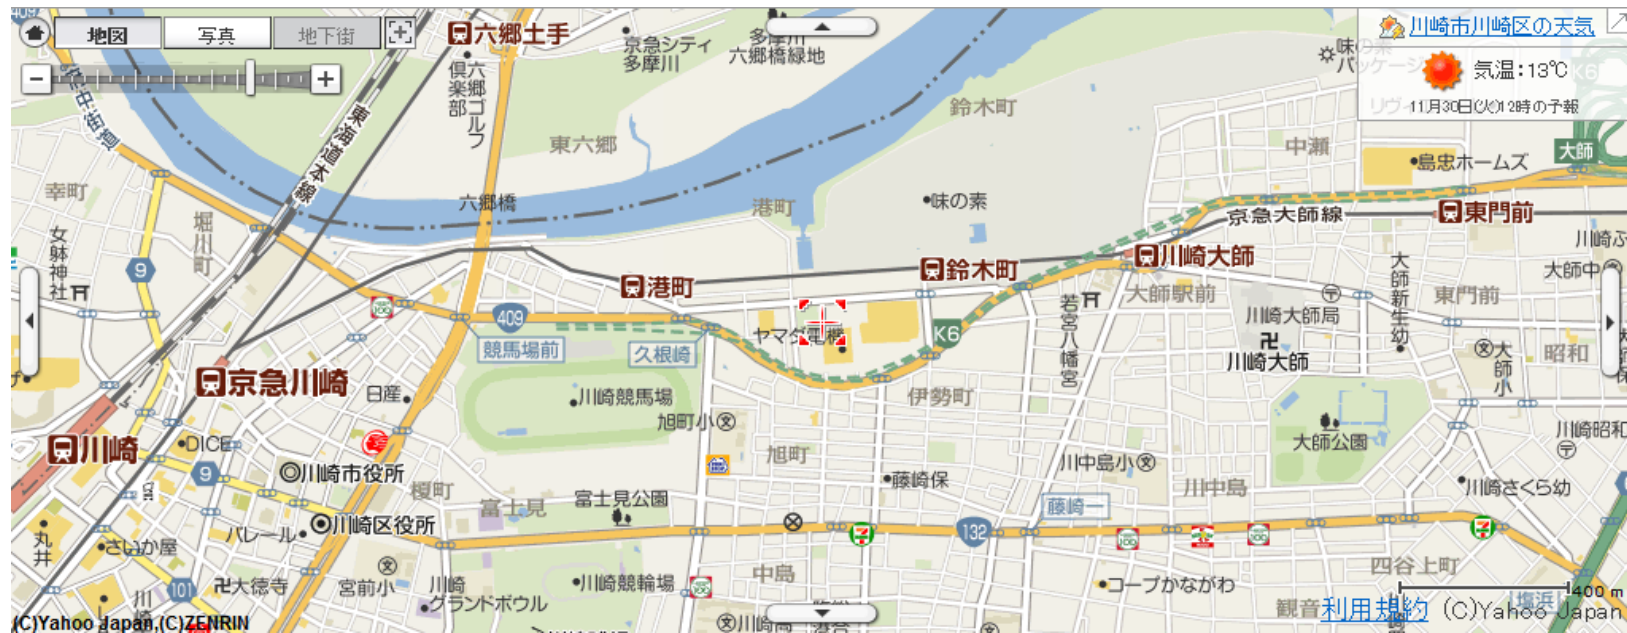 409
地図
写真
地下街
六郷土手
京急シティ
多摩川
多摩川
六郷橋緑地
味の素
川崎市川崎区の天気
気温:13℃
11月30日(火)12時の予報
K6
六郷ゴルフ
倶楽部
東海道本線
東六郷
鈴木町
中瀬
島忠ホームズ
大師
幸町
堀川町
六郷橋
港町
味の素
京急大師線
東門前
女躰神社
9
港町
鈴木町
川崎大師
川崎ふ
大師中
409
競馬場前
久根崎
ヤマダ電機
K6
若宮八幡宮
大師駅前
川崎大師局
川崎大師
大師新生幼
東門前
大師小
昭和
京急川崎
日産
川崎競馬場
旭町小
伊勢町
大師公園
川崎
DICE
9
川崎市役所
榎町
旭町
藤崎保
川中島小
川中島
川崎昭和
川崎さくら幼
富士見
富士見公園
藤崎一
丸井
さいか屋
パレール
川崎区役所
132
四谷上町
101
大徳寺
宮前小
川崎
グランドボウル
川崎競輪場
中島
コープかながわ
観音
塩浜
400 m
利用規約
(C)Yahoo Japan
(C)Yahoo Japan,(C)ZENRIN